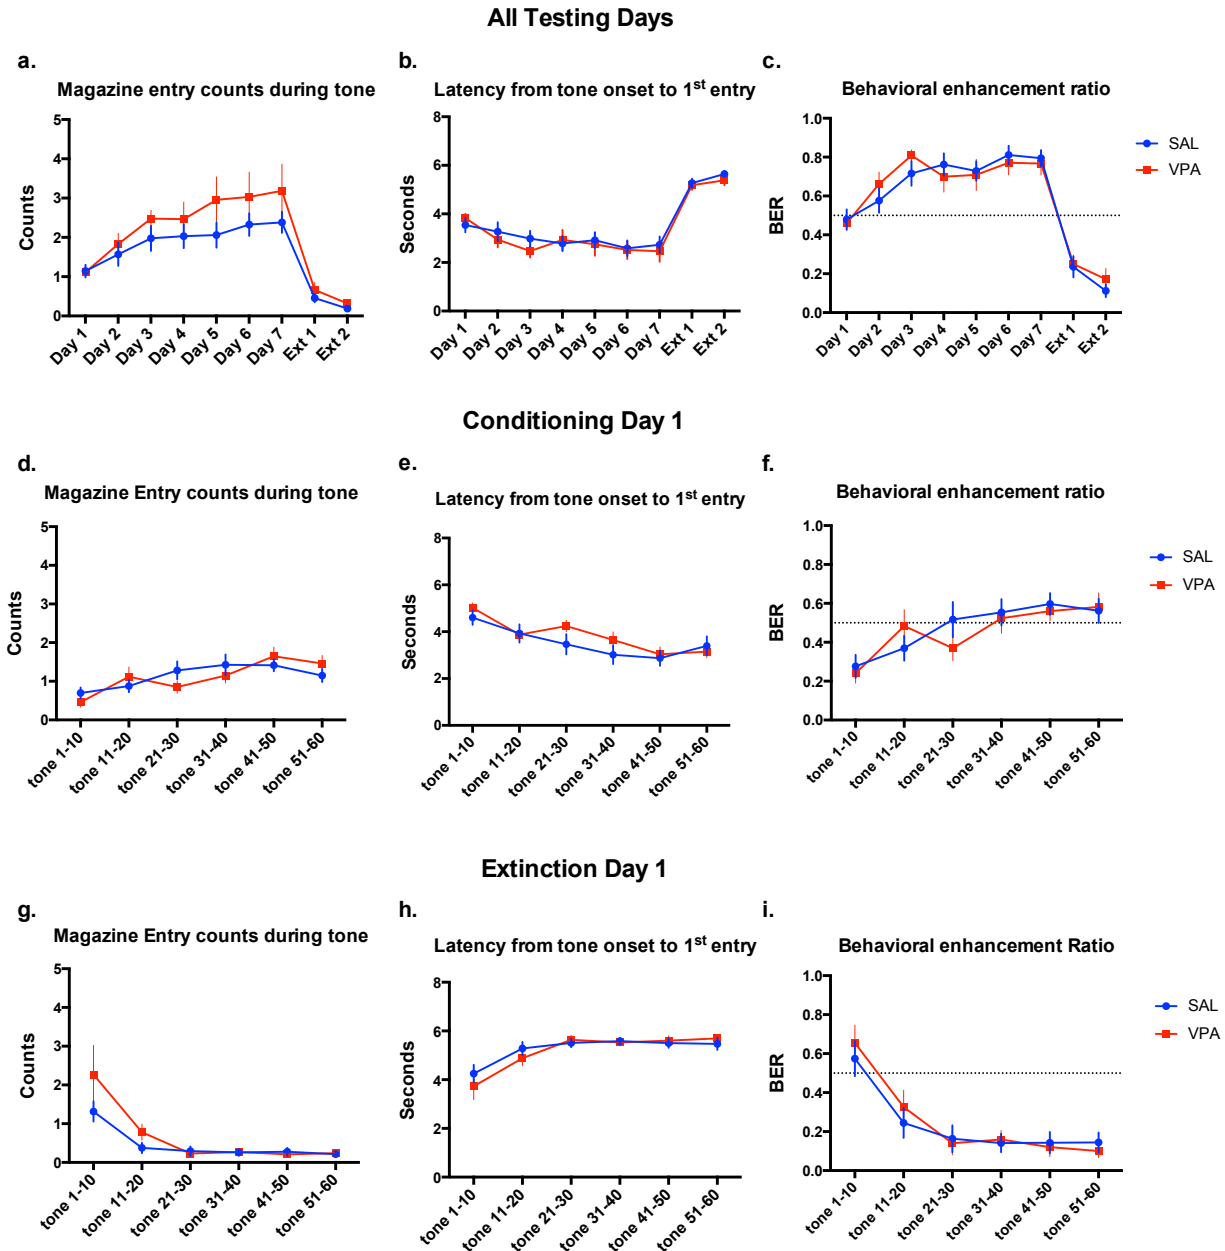 All Testing Days
a.
Magazine entry counts during tone
Counts
5
4
3
2
1
0
Day 1
Day 2
Day 3
Day 4
Day 5
Day 6
Day 7
Ext 1
Ext 2
b.
Latency from tone onset to 1st entry
Seconds
8
6
4
2
0
Day 1
Day 2
Day 3
Day 4
Day 5
Day 6
Day 7
Ext 1
Ext 2
c.
Behavioral enhancement ratio
BER
1.0
0.8
0.6
0.4
0.2
0.0
Day 1
Day 2
Day 3
Day 4
Day 5
Day 6
Day 7
Ext 1
Ext 2
SAL
VPA
Conditioning Day 1
d.
Magazine Entry counts during tone
Counts
5
4
3
2
1
0
tone 1-10
tone 11-20
tone 21-30
tone 31-40
tone 41-50
tone 51-60
e.
Latency from tone onset to 1st entry
Seconds
8
6
4
2
0
tone 1-10
tone 11-20
tone 21-30
tone 31-40
tone 41-50
tone 51-60
f.
Behavioral enhancement ratio
BER
1.0
0.8
0.6
0.4
0.2
0.0
tone 1-10
tone 11-20
tone 21-30
tone 31-40
tone 41-50
tone 51-60
SAL
VPA
Extinction Day 1
g.
Magazine Entry counts during tone
Counts
5
4
3
2
1
0
tone 1-10
tone 11-20
tone 21-30
tone 31-40
tone 41-50
tone 51-60
h.
Latency from tone onset to 1st entry
Seconds
8
6
4
2
0
tone 1-10
tone 11-20
tone 21-30
tone 31-40
tone 41-50
tone 51-60
i.
Behavioral enhancement Ratio
BER
1.0
0.8
0.6
0.4
0.2
0.0
tone 1-10
tone 11-20
tone 21-30
tone 31-40
tone 41-50
tone 51-60
SAL
VPA